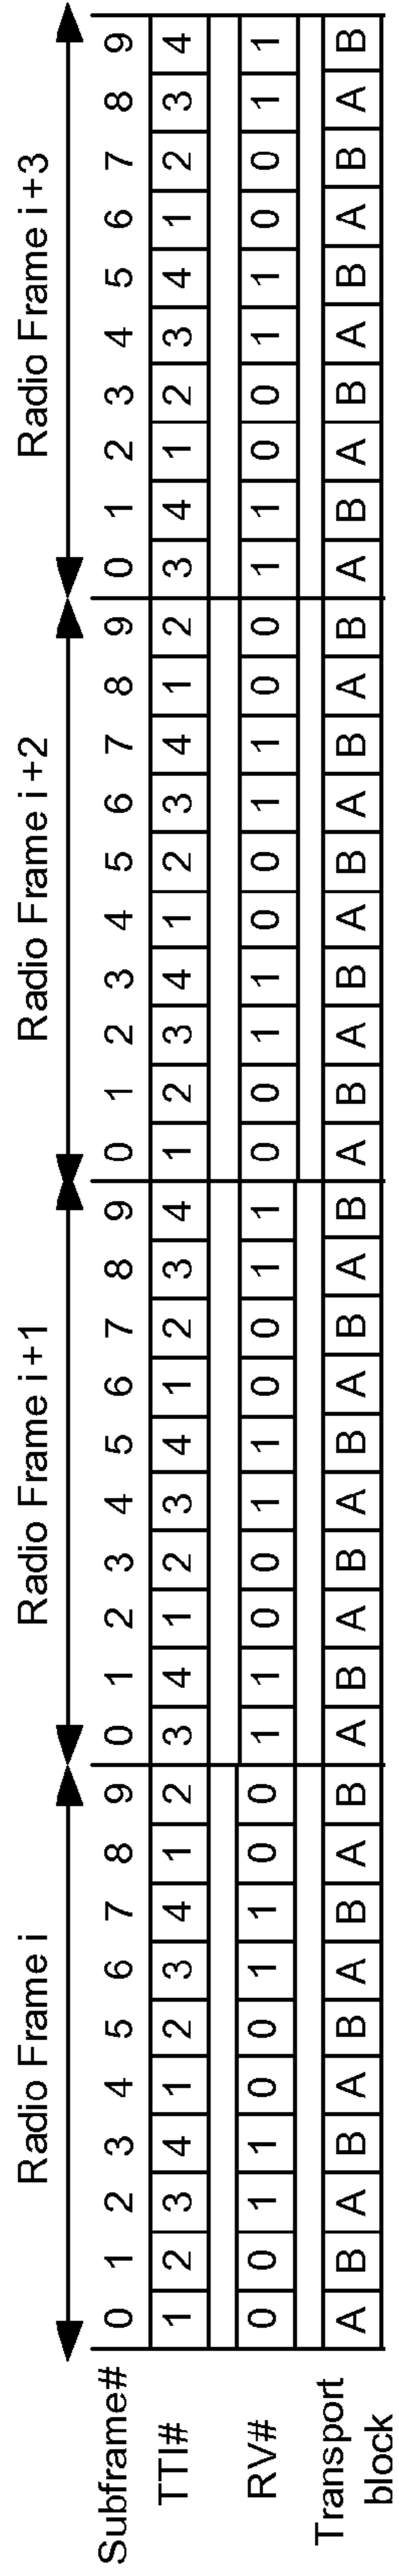 Radio Frame i Radio Frame i +1 Radio Frame i +2 Radio Frame i +3
Subframe# 0 1 2 3 4 5 6 7 8 9 0 1 2 3 4 5 6 7 8 9 0 1 2 3 4 5 6 7 8 9 0 1 2 3 4 5 6 7 8 9
TTI# 1 2 3 4 1 2 3 4 1 2 3 4 1 2 3 4 1 2 3 4 1 2 3 4 1 2 3 4 1 2 3 4 1 2 3 4 1 2 3 4
RV# 0 0 1 1 0 0 1 1 0 0 1 1 0 0 1 1 0 0 1 1 0 0 1 1 0 0 1 1 0 0 1 1 0 0 1 1 0 0 1 1
Transport
block A B A B A B A B A B A B A B A B A B A B A B A B A B A B A B A B A B A B A B A B